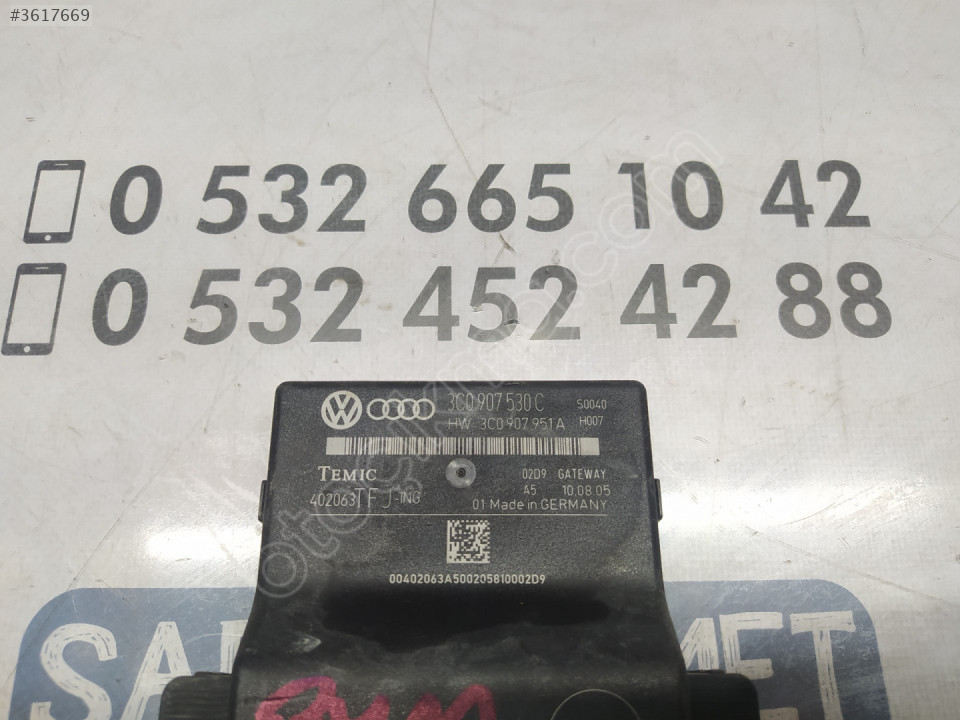 #3617669
0 532 665 10 42
0 532 452 42 88
3C0 907 530 C
S0040
HW 3C0 907 951A
H007
TEMIC
02D9 GATEWAY
A5 10.08.05
402063TFJ-ING
01 Made in GERMANY
00402063A500205810002D9